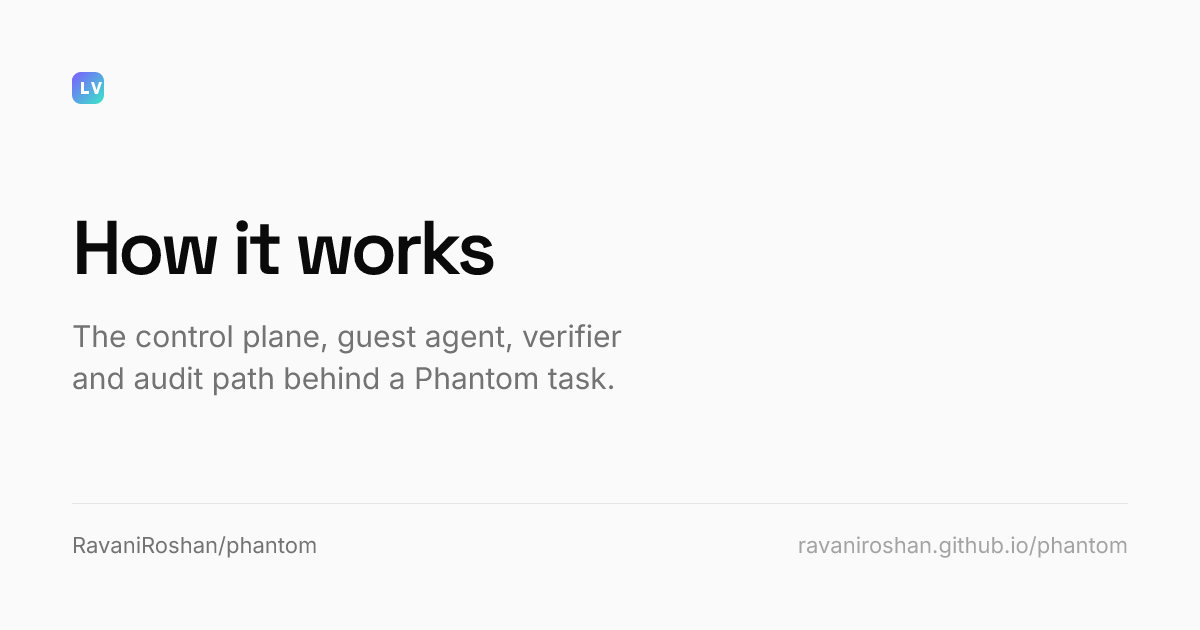 LV
How it works
The control plane, guest agent, verifier
and audit path behind a Phantom task.
RavaniRoshan/phantom
ravaniroshan.github.io/phantom